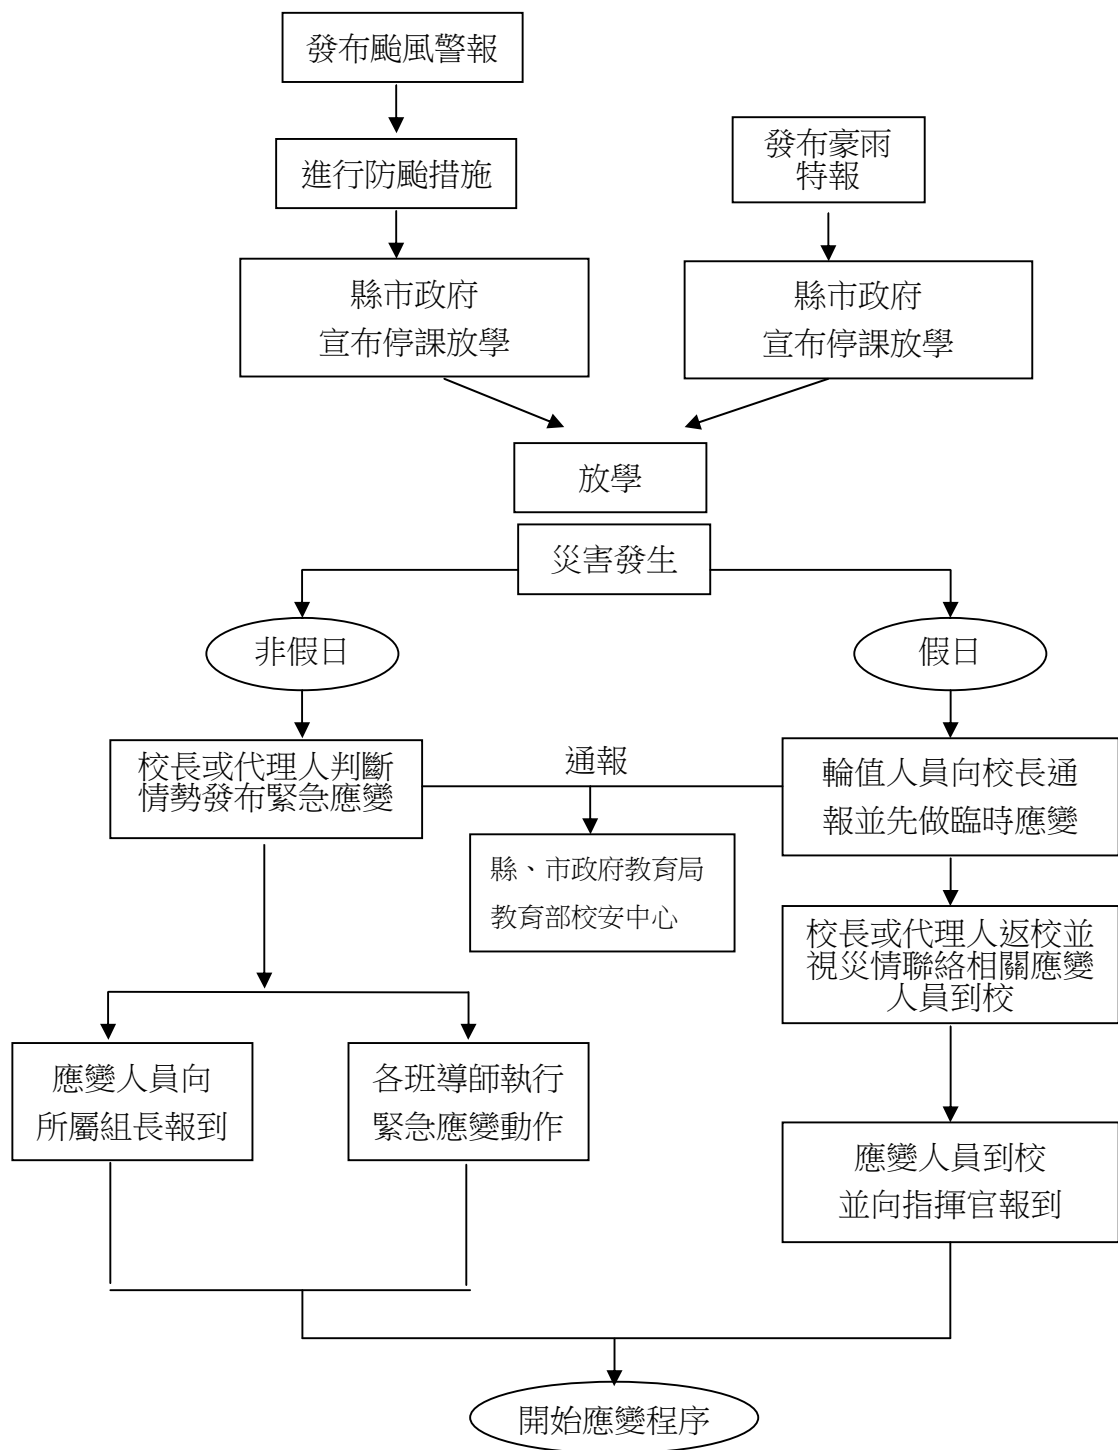 發布颱風警報
進行防颱措施
發布豪雨
特報
縣市政府
宣布停課放學
縣市政府
宣布停課放學
放學
災害發生
非假日
假日
校長或代理人判斷
情勢發布緊急應變
通報
輪值人員向校長通
報並先做臨時應變
縣、市政府教育局
教育部校安中心
校長或代理人返校並
視災情聯絡相關應變
人員到校
應變人員向
所屬組長報到
各班導師執行
緊急應變動作
應變人員到校
並向指揮官報到
開始應變程序